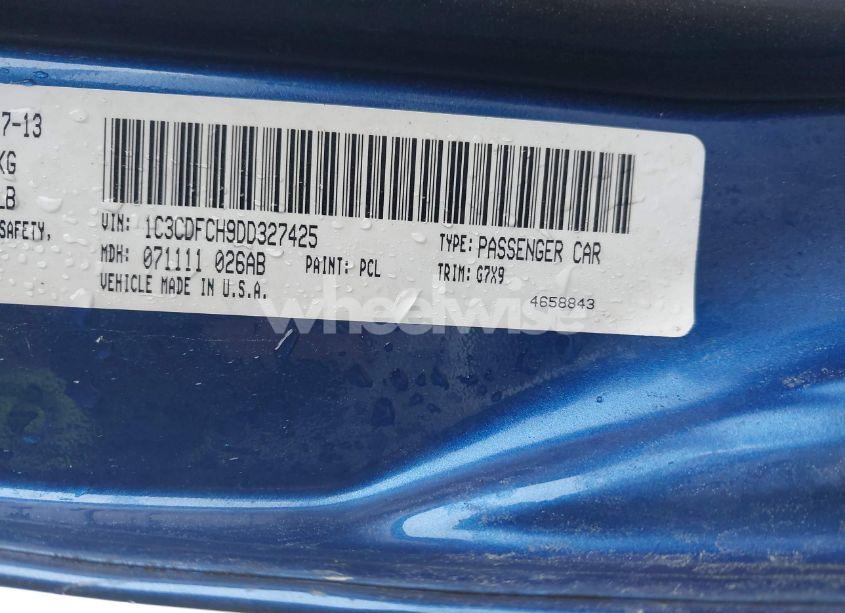 7-13
KG
LB
SAFETY,
VIN: 1C3CDFCH9DD327425 TYPE: PASSENGER CAR
MDH: 071111 026AB PAINT: PCL TRIM: G7X9
VEHICLE MADE IN U.S.A. 4658843
wheelwise